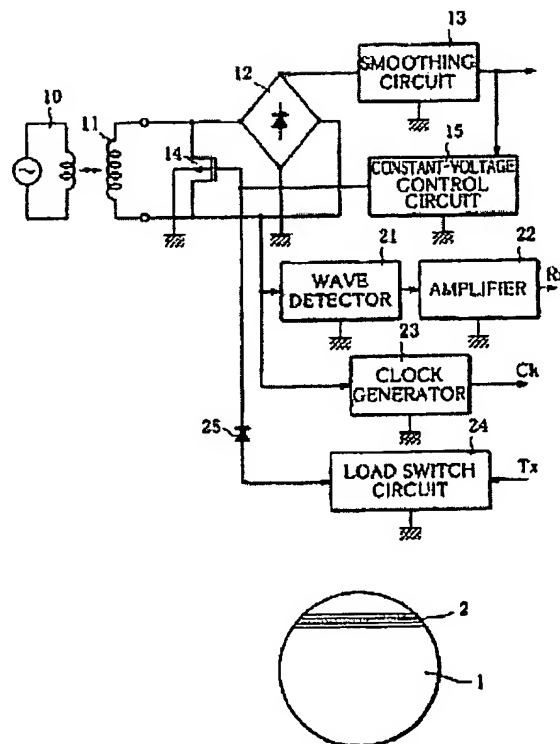 13
SMOOTHING
CIRCUIT
12
10
11
14
15
CONSTANT-VOLTAGE
CONTROL
CIRCUIT
21
WAVE
DETECTOR
22
AMPLIFIER
23
CLOCK
GENERATOR
Ck
25
24
LOAD SWITCH
CIRCUIT
Tx
2
1